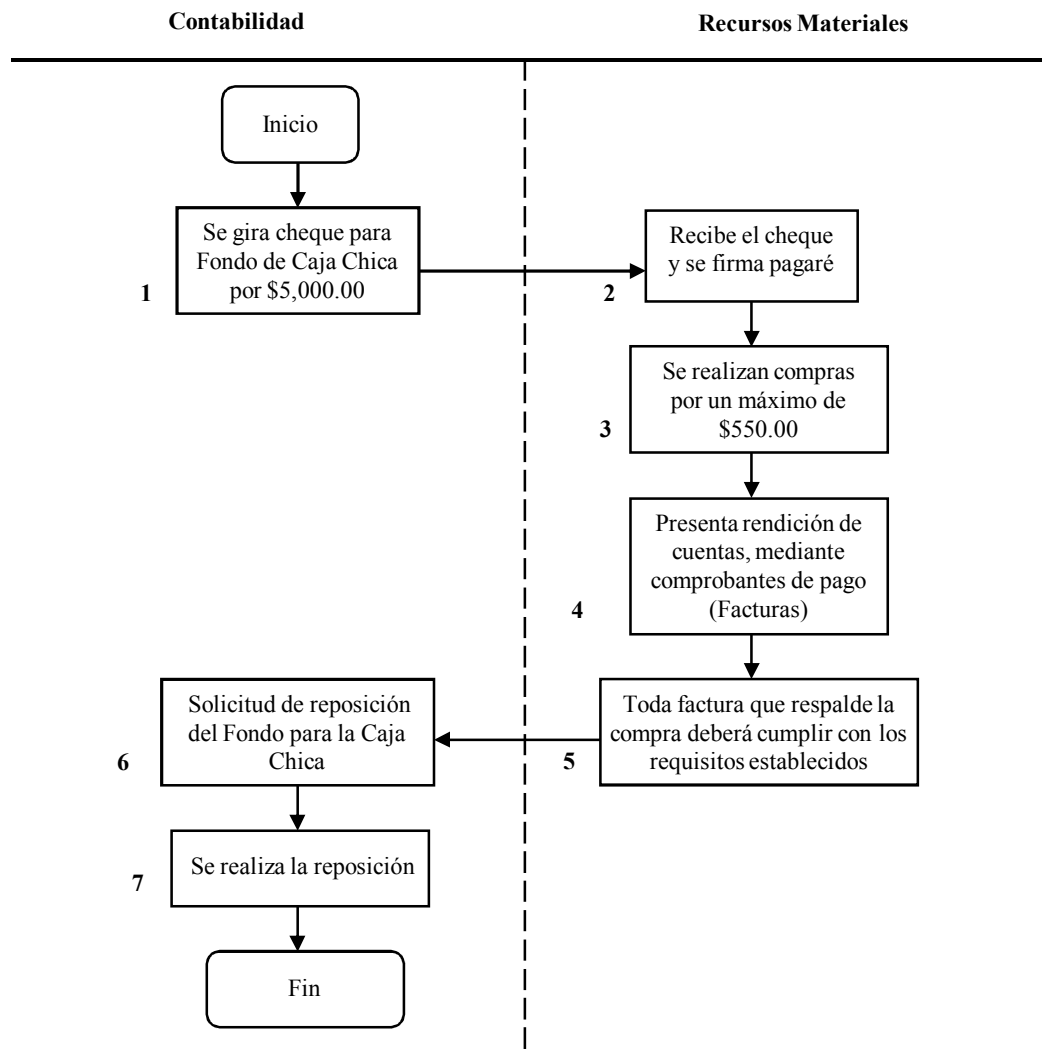 Contabilidad
Recursos Materiales
Inicio
Se gira cheque para
Fondo de Caja Chica
por $5,000.00
1
Recibe el cheque
y se firma pagaré
2
Se realizan compras
por un máximo de
$550.00
3
Presenta rendición de
cuentas, mediante
comprobantes de pago
(Facturas)
4
Toda factura que respalde la
compra deberá cumplir con los
requisitos establecidos
5
Solicitud de reposición
del Fondo para la Caja
Chica
6
Se realiza la reposición
7
Fin